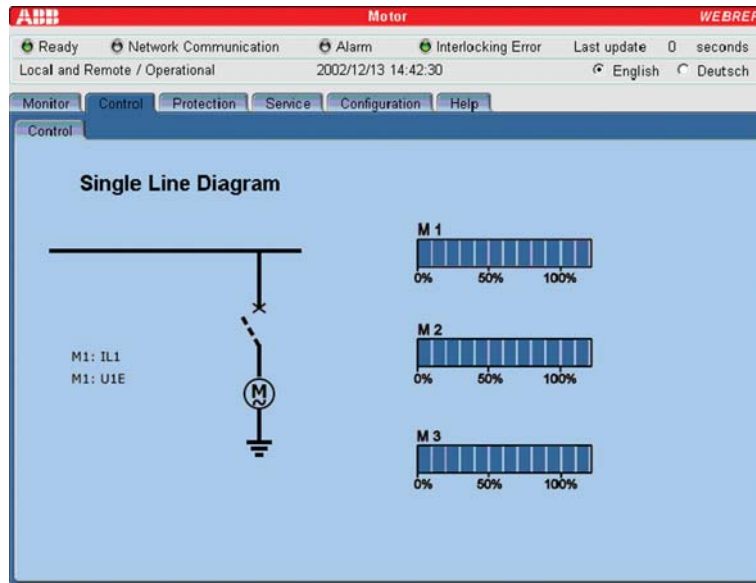 ABB Motor WEBREF
Ready Network Communication Alarm Interlocking Error Last update 0 seconds
Local and Remote / Operational 2002/12/13 14:42:30 English Deutsch
Monitor Control Protection Service Configuration Help
Control
Single Line Diagram
M1: IL1
M1: U1E
M
M 1
0% 50% 100%
M 2
0% 50% 100%
M 3
0% 50% 100%